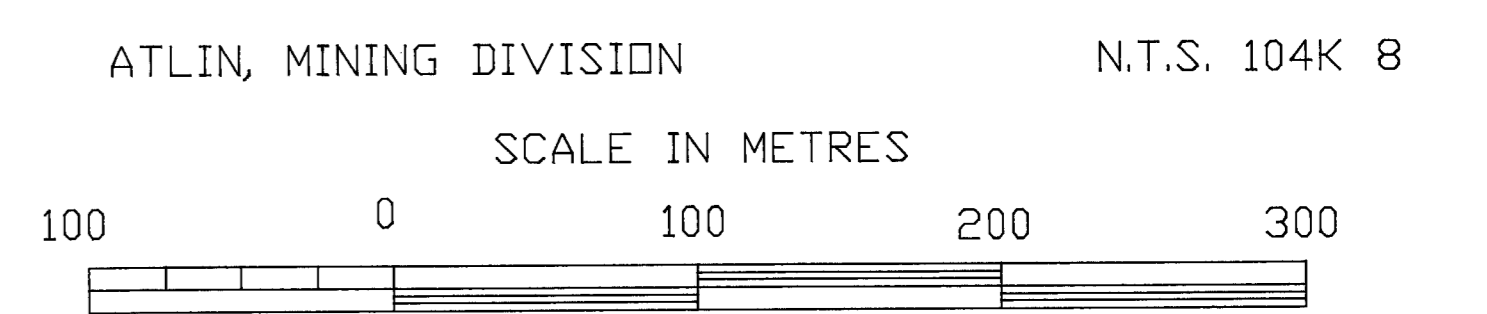 ATLIN, MINING DIVISION N.T.S. 104K 8
SCALE IN METRES
100 0 100 200 300